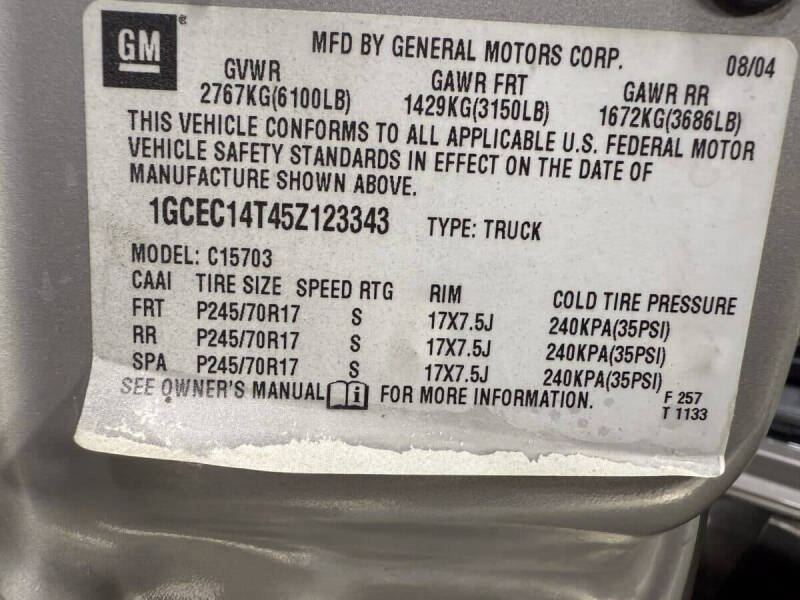 GM ®
MFD BY GENERAL MOTORS CORP. 08/04
GVWR GAWR FRT GAWR RR
2767KG(6100LB) 1429KG(3150LB) 1672KG(3686LB)
THIS VEHICLE CONFORMS TO ALL APPLICABLE U.S. FEDERAL MOTOR
VEHICLE SAFETY STANDARDS IN EFFECT ON THE DATE OF
MANUFACTURE SHOWN ABOVE.
1GCEC14T45Z123343 TYPE: TRUCK
MODEL: C15703
CAAI TIRE SIZE SPEED RTG RIM COLD TIRE PRESSURE
FRT P245/70R17 S 17X7.5J 240KPA(35PSI)
RR P245/70R17 S 17X7.5J 240KPA(35PSI)
SPA P245/70R17 S 17X7.5J 240KPA(35PSI)
SEE OWNER'S MANUAL i FOR MORE INFORMATION. F 257
T 1133